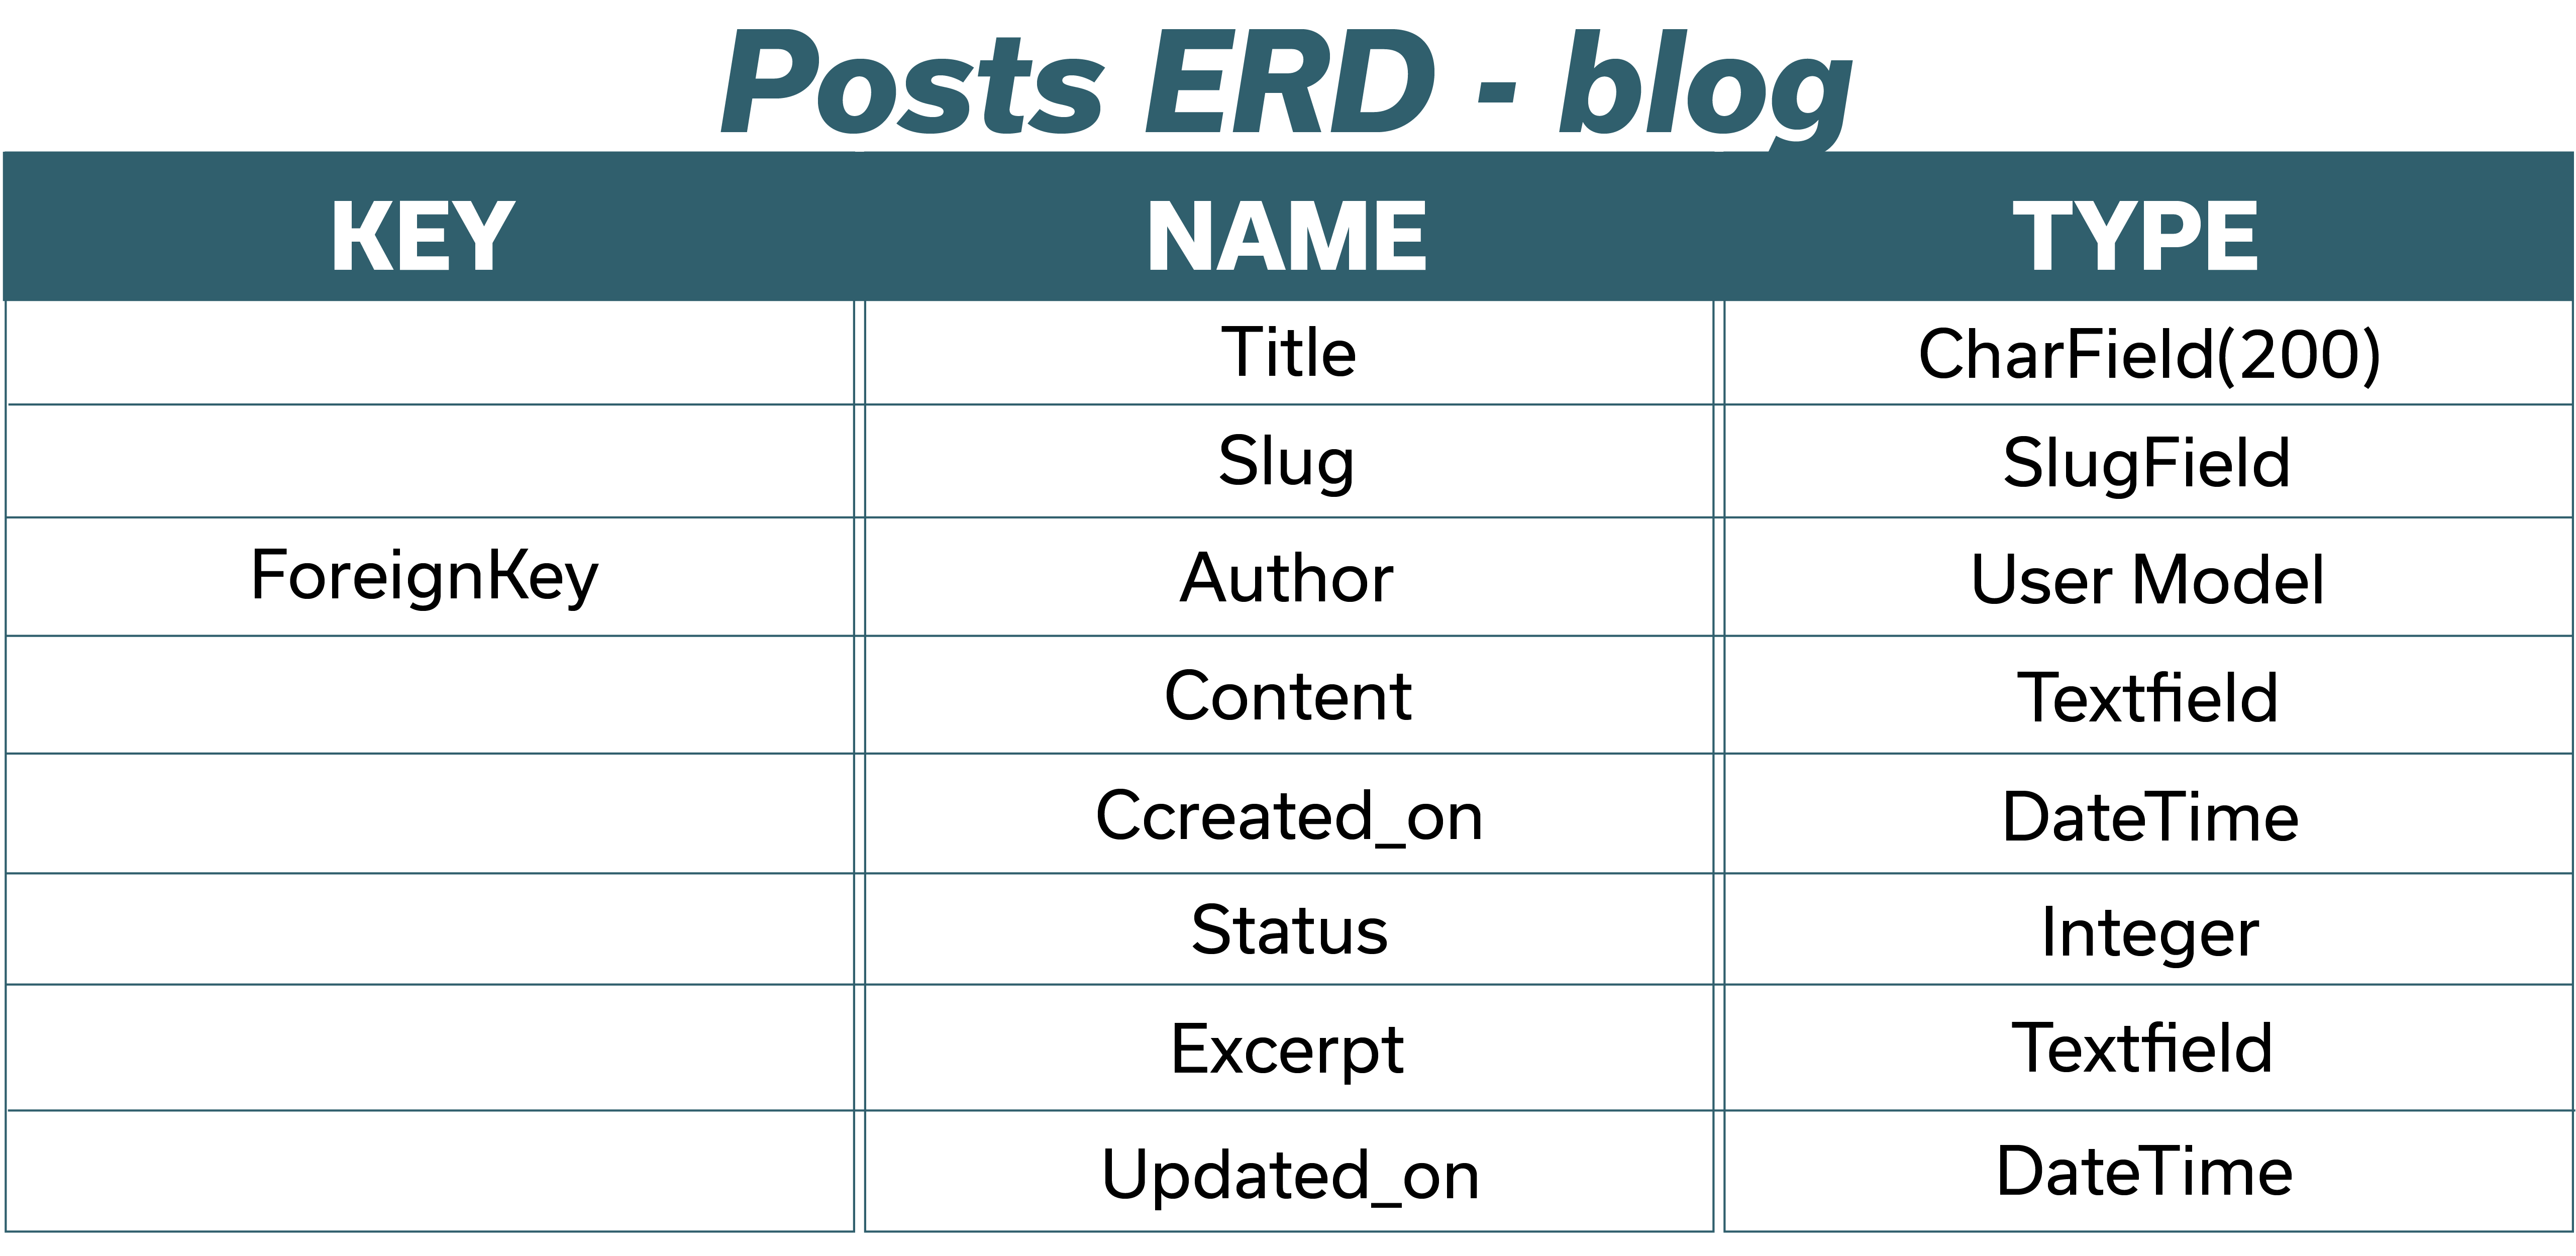 Posts ERD - blog
KEY NAME TYPE
Title CharField(200)
Slug SlugField
ForeignKey Author User Model
Content Textfield
Ccreated_on DateTime
Status Integer
Excerpt Textfield
Updated_on DateTime